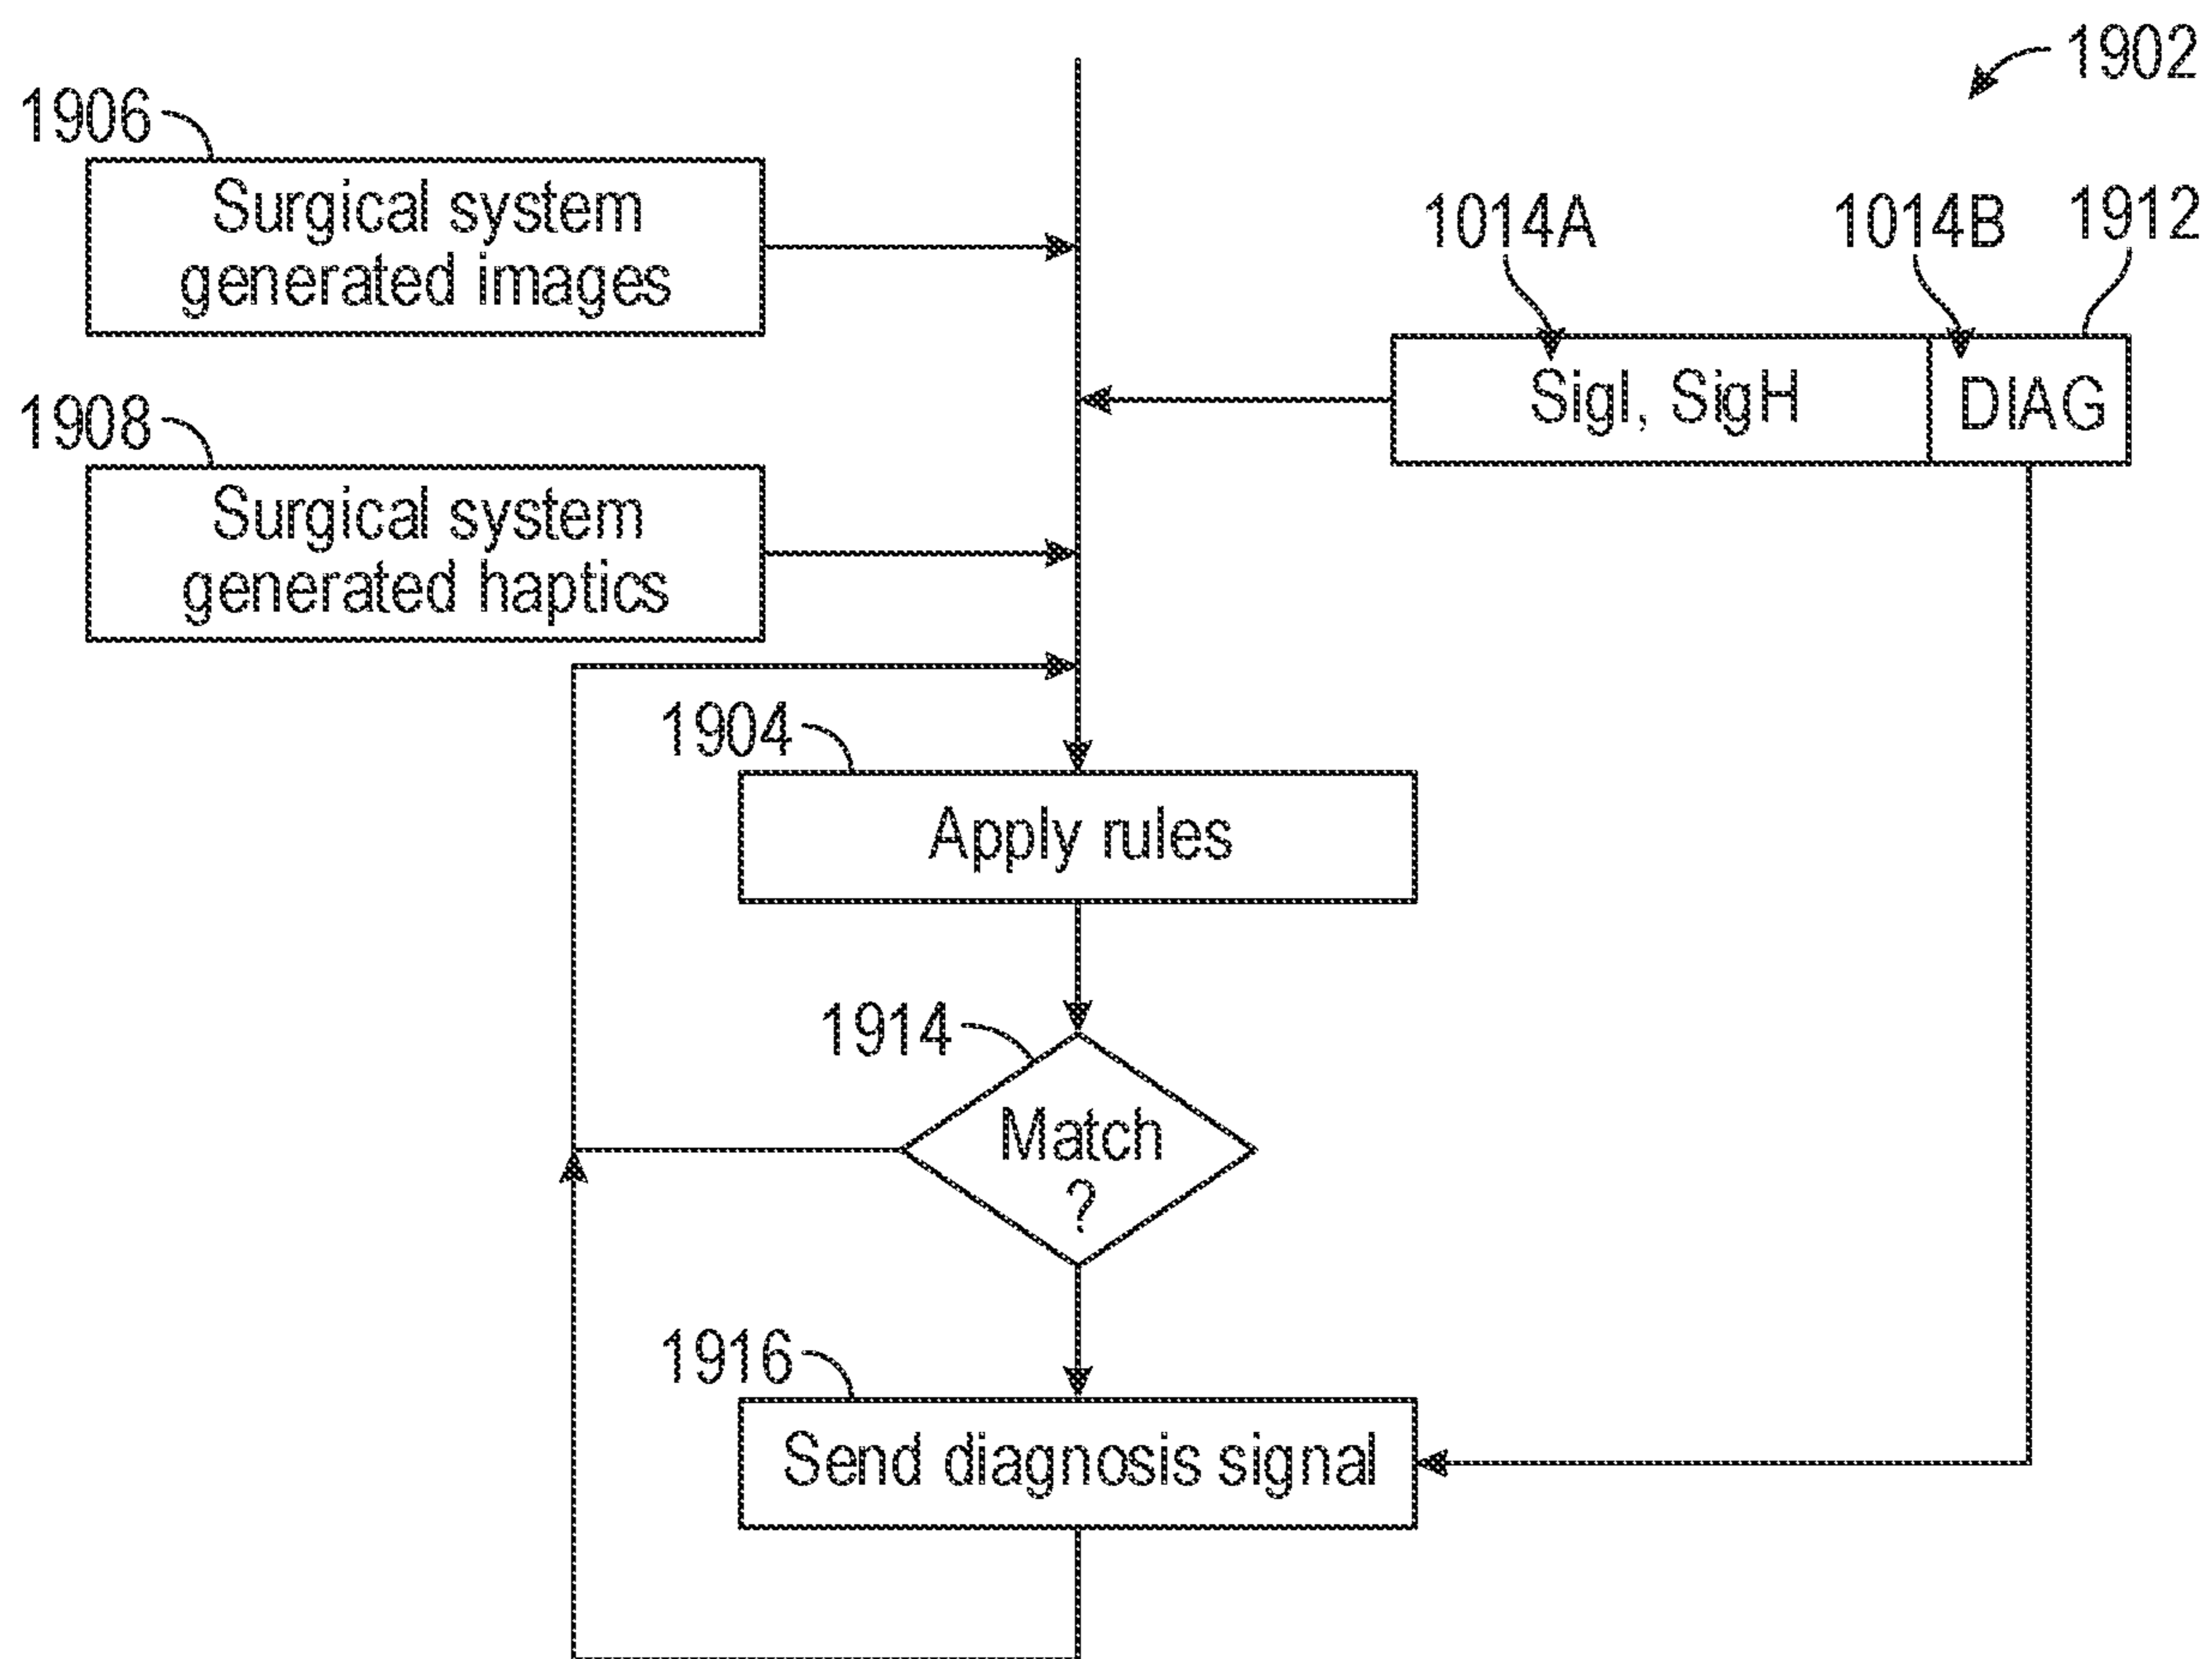 1902
1906
Surgical system
generated images
1014A
1014B
1912
SigI, SigH
DIAG
1908
Surgical system
generated haptics
1904
Apply rules
1914
Match
?
1916
Send diagnosis signal